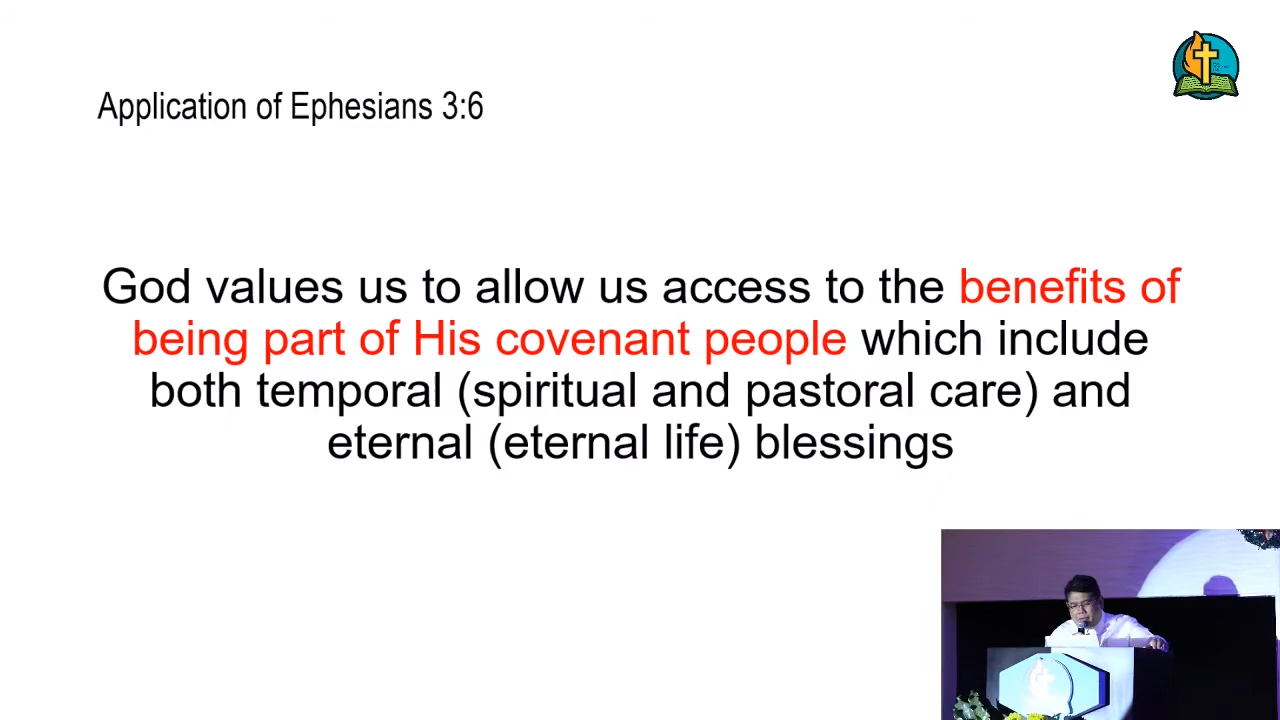 Application of Ephesians 3:6
God values us to allow us access to the benefits of
being part of His covenant people which include
both temporal (spiritual and pastoral care) and
eternal (eternal life) blessings